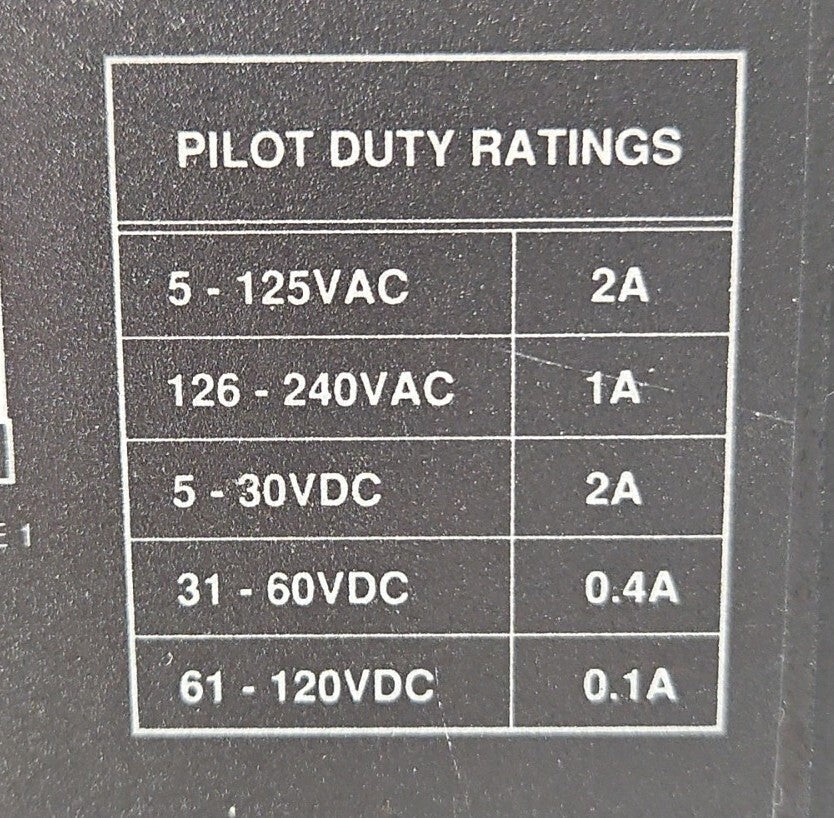 PILOT DUTY RATINGS
5 - 125VAC 2A
126 - 240VAC 1A
5 - 30VDC 2A
31 - 60VDC 0.4A
61 - 120VDC 0.1A